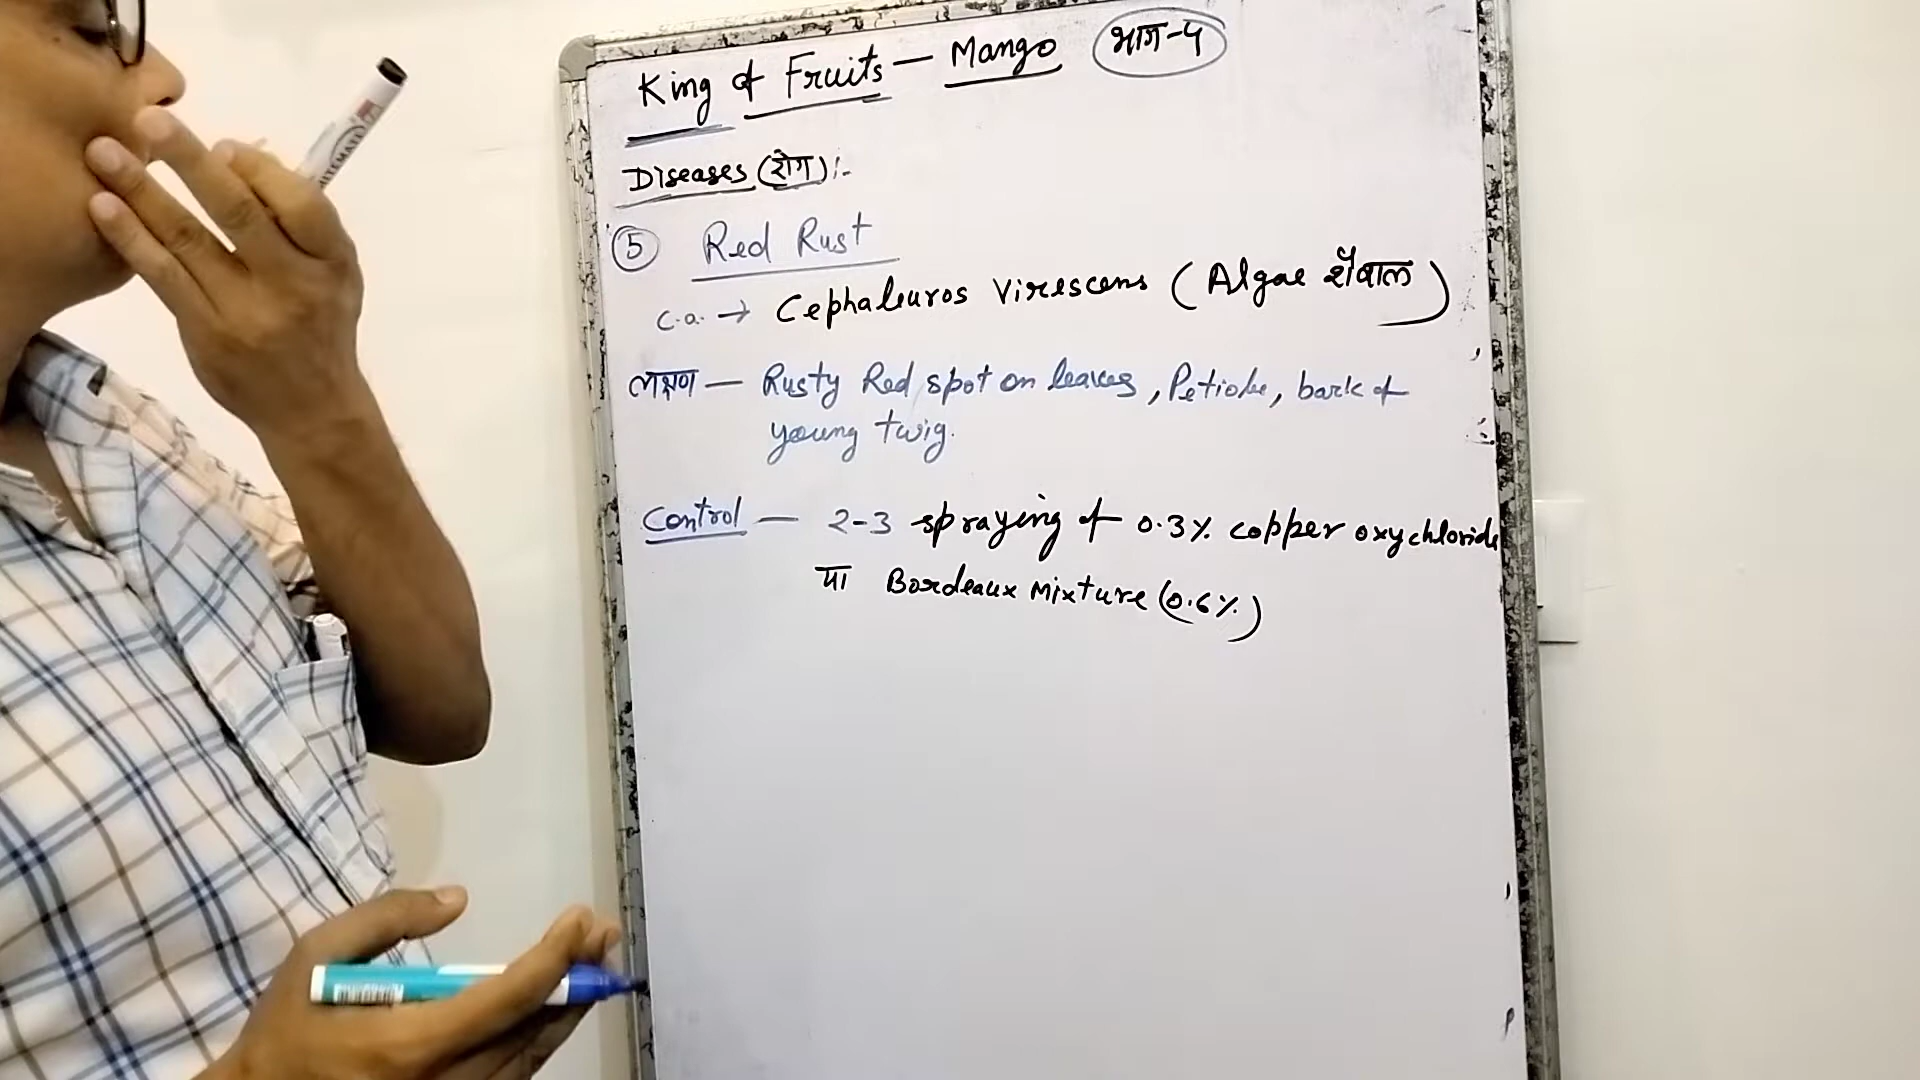 King of Fruits — Mango (भाग-५)
Diseases (रोग) :-
⑤ Red Rust
C.a. → Cephaleuros virescens (Algae शैवाल)
लक्षण — Rusty Red spot on leaves, Petiole, bark of
young twig.
Control — 2-3 spraying of 0.3% copper oxychloride
या Bordeaux mixture (0.6%)